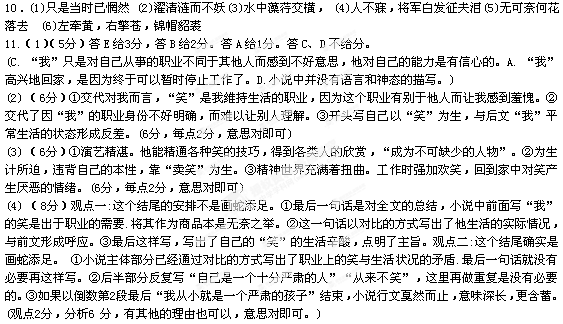 10．(1)只是当时已惘然 (2)濯清涟而不妖(3)水中藻荇交横， (4)人不寐，将军白发征夫泪(5)无可奈何花
落去 (6)左牵黄，右擎苍，锦帽貂裘
11.(1)(5分)答E给3分，答B给2分。答A给1分。答C、D不给分。
(C. “我”只是对自己从事的职业不同于其他人而感到不好意思，他对自己的能力是有信心的。A. “我”
高兴地回家，是因为终于可以暂时停止工作了。D.小说中并没有语言和神态的描写。)
(2) (6分)①交代对我而言，“笑”是我维持生活的职业，因为这个职业有别于他人而让我感到羞愧。②
交代了因“我”的职业身份不好明确，而难以让别人理解。③开头写自己以“笑”为生，与后文“我”平
常生活的状态形成反差。(6分，每点2分，意思对即可)
(3) (6分)①演艺精湛。他能精通各种笑的技巧，得到各类人的欣赏，“成为不可缺少的人物”。②为生
计所迫，违背自己的本性，靠“卖笑”为生。③精神世界充满着扭曲。工作时强加欢笑，回到家中对笑产
生厌恶的情绪。(6分，每点2分，意思对即可)
(4) (8分)观点一:这个结尾的安排不是画蛇添足。①最后一句话是对全文的总结，小说中前面写“我”
的笑是出于职业的需要.将其作为商品本是无奈之举。②这一句话以对比的方式写出了他生活的实际情况，
与前文形成呼应。③最后这样写，写出了自己的“笑”的生活辛酸，点明了主旨。观点二:这个结尾确实是
画蛇添足。 ①小说主体部分已经通过对比的方式写出了职业上的笑与生活状况的矛盾.最后一句话就没有
必要再这样写。②后半部分反复写“自己是一个十分严肃的人”“从来不笑”，这里再做重复是没有必要
的。③如果以倒数第2段最后“我从小就是一个严肃的孩子”结束，小说行文戛然而止，意味深长，更含蓄。
(观点2分，分析6 分，有其他的理由也可以，意思对即可。)